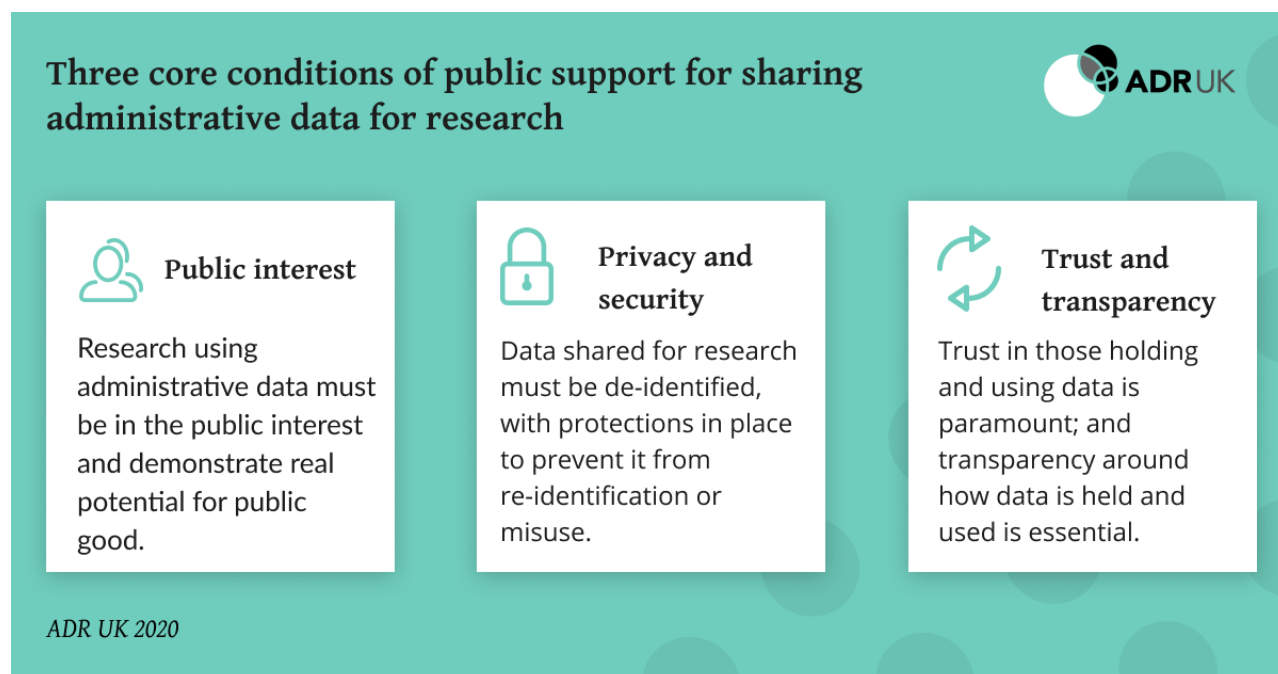 Three core conditions of public support for sharing
administrative data for research
ADR UK
Public interest
Research using
administrative data must
be in the public interest
and demonstrate real
potential for public
good.
Privacy and
security
Data shared for research
must be de-identified,
with protections in place
to prevent it from
re-identification or
misuse.
Trust and
transparency
Trust in those holding
and using data is
paramount; and
transparency around
how data is held and
used is essential.
ADR UK 2020